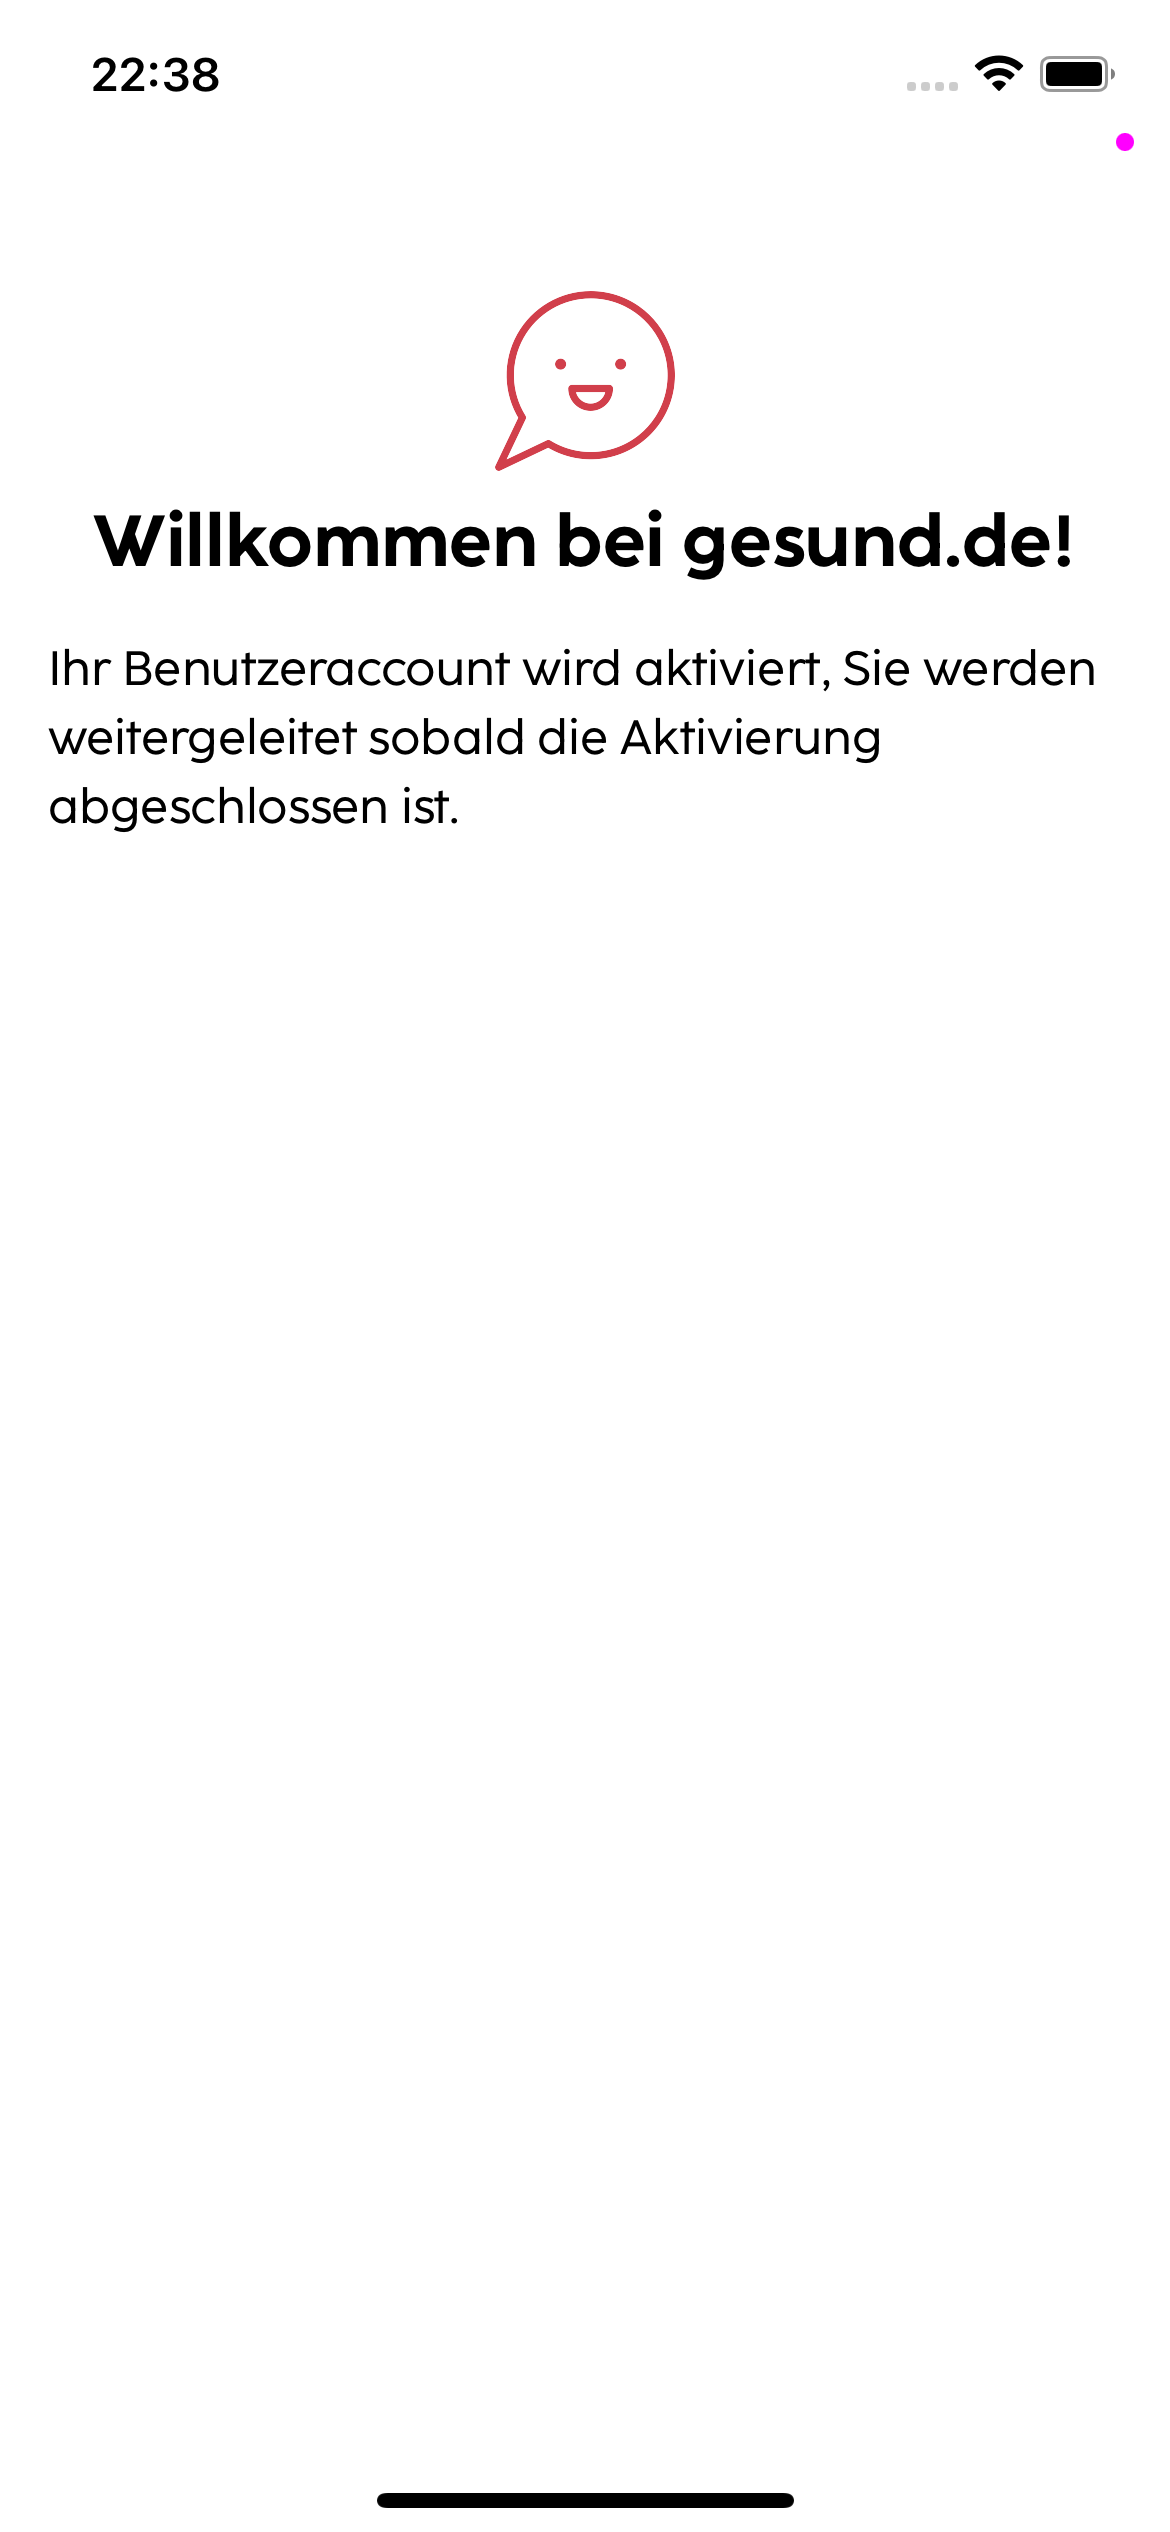 22:38
Willkommen bei gesund.de!
Ihr Benutzeraccount wird aktiviert, Sie werden
weitergeleitet sobald die Aktivierung
abgeschlossen ist.